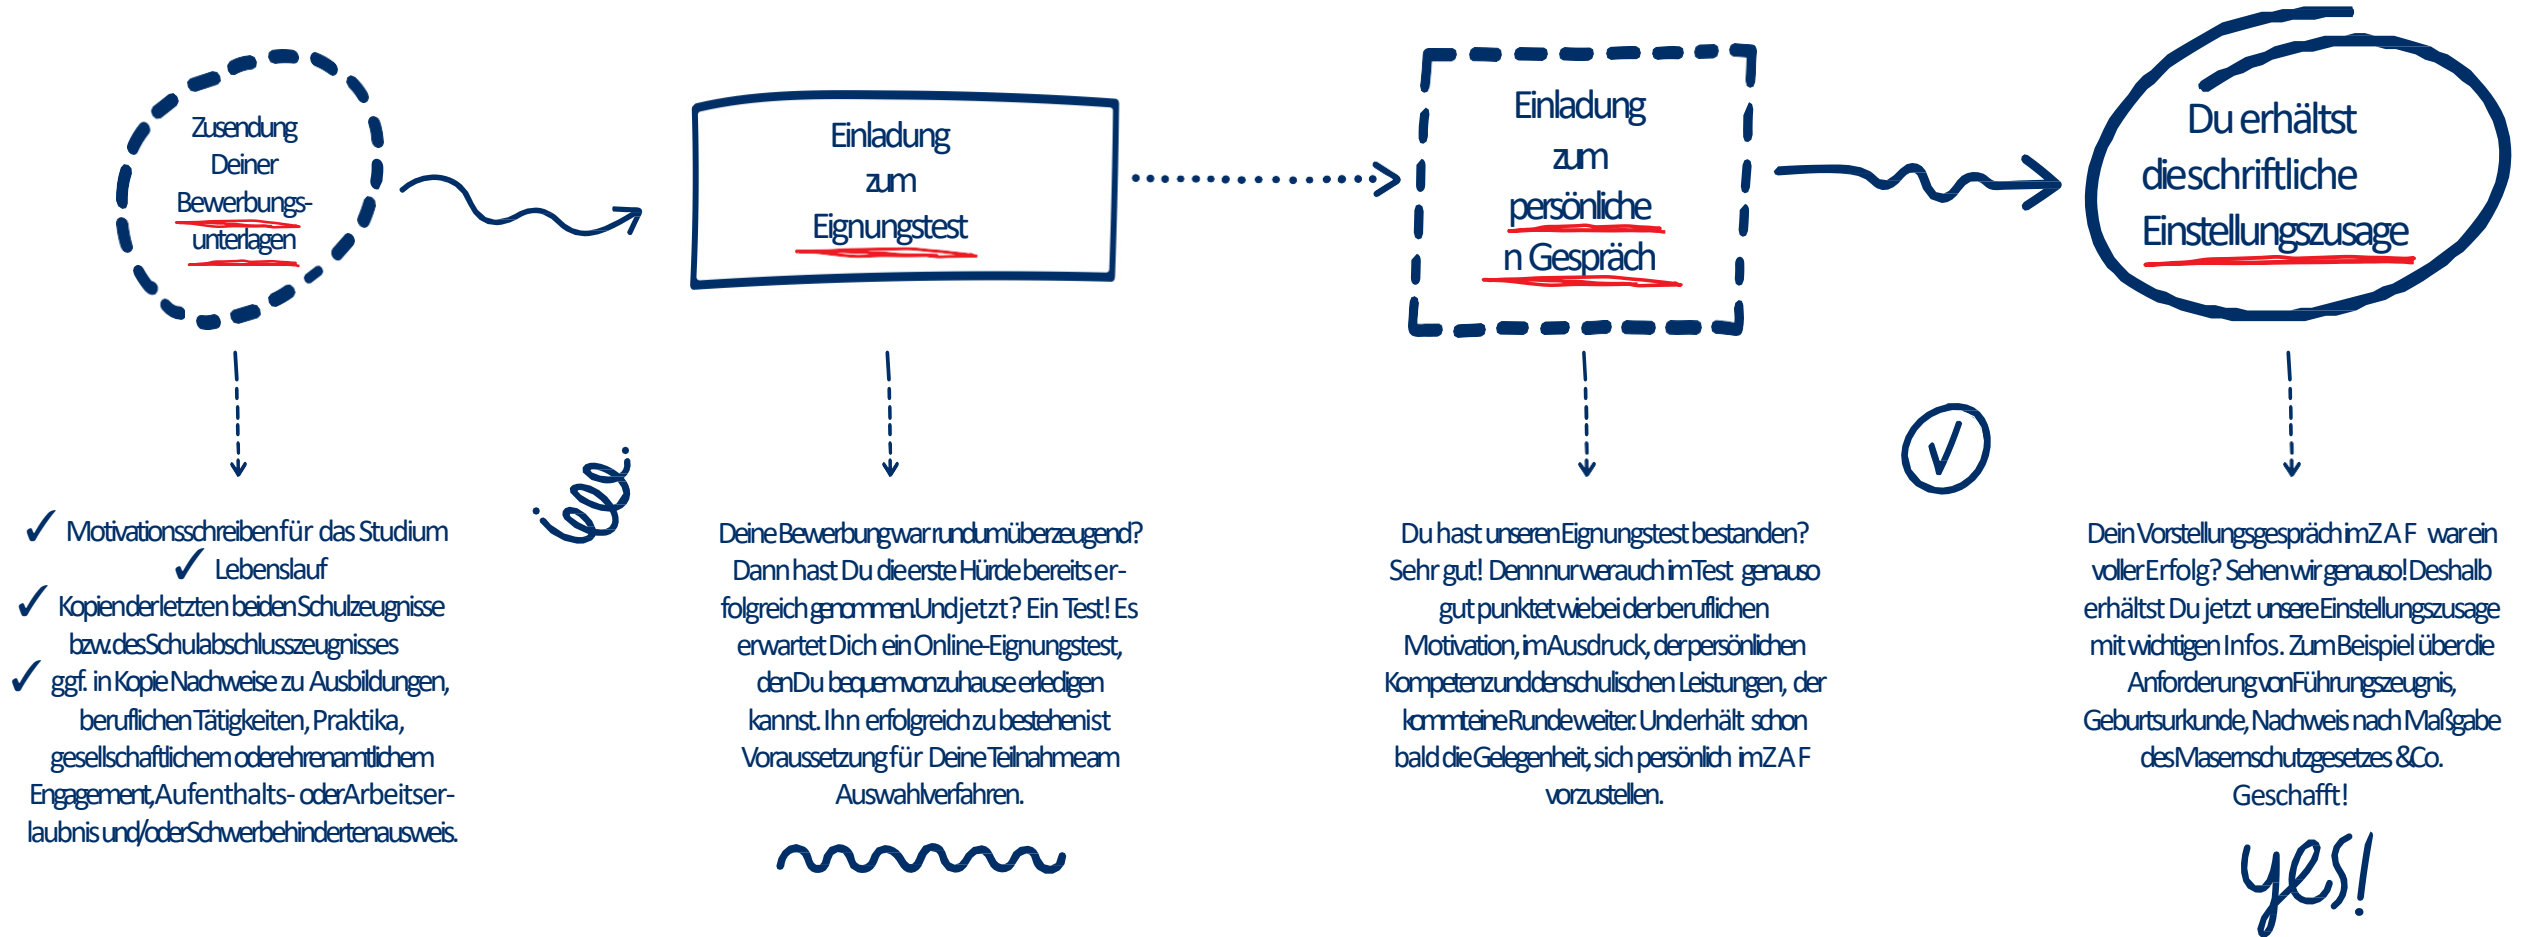 Zusendung
Deiner
Bewerbungs-
unterlagen
Einladung
zum
Eignungstest
Einladung
zum
persönliche
n Gespräch
Du erhältst
die schriftliche
Einstellungszusage
✓ Motivationsschreiben für das Studium
✓ Lebenslauf
✓ Kopien der letzten beiden Schulzeugnisse
bzw. des Schulabschlusszeugnisses
✓ ggf. in Kopie Nachweise zu Ausbildungen,
beruflichen Tätigkeiten, Praktika,
gesellschaftlichem oder ehrenamtlichem
Engagement, Aufenthalts- oder Arbeitser-
laubnis und/oder Schwerbehindertenausweis.
Deine Bewerbung war rundum überzeugend?
Dann hast Du die erste Hürde bereits er-
folgreich genommen. Und jetzt? Ein Test! Es
erwartet Dich ein Online-Eignungstest,
den Du bequem von zuhause erledigen
kannst. Ihn erfolgreich zu bestehen ist
Voraussetzung für Deine Teilnahme am
Auswahlverfahren.
Du hast unseren Eignungstest bestanden?
Sehr gut! Denn nur wer auch im Test genauso
gut punktet wie bei der beruflichen
Motivation, im Ausdruck, der persönlichen
Kompetenz und den schulischen Leistungen, der
kommt eine Runde weiter. Und erhält schon
bald die Gelegenheit, sich persönlich im ZAF
vorzustellen.
Dein Vorstellungsgespräch im ZAF war ein
voller Erfolg? Sehen wir genauso! Deshalb
erhältst Du jetzt unsere Einstellungszusage
mit wichtigen Infos. Zum Beispiel über die
Anforderung von Führungszeugnis,
Geburtsurkunde, Nachweis nach Maßgabe
des Masernschutzgesetzes & Co.
Geschafft!
yes!